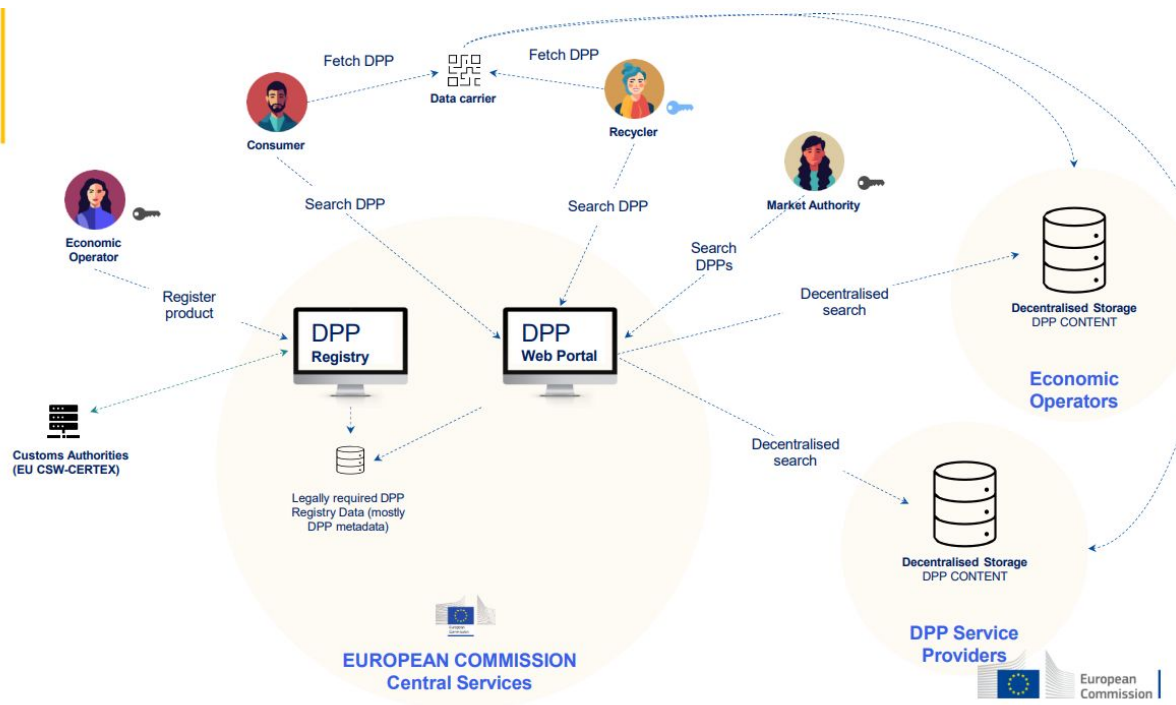 Fetch DPP
Fetch DPP
Data carrier
Consumer
Recycler
Search DPP
Search DPP
Market Authority
Economic
Operator
Search
DPPs
Register
product
Decentralised
search
DPP
Registry
DPP
Web Portal
Decentralised Storage
DPP CONTENT
Economic
Operators
Customs Authorities
(EU CSW-CERTEX)
Decentralised
search
Legally required DPP
Registry Data (mostly
DPP metadata)
Decentralised Storage
DPP CONTENT
European
Commission
EUROPEAN COMMISSION
Central Services
DPP Service
Providers
European
Commission